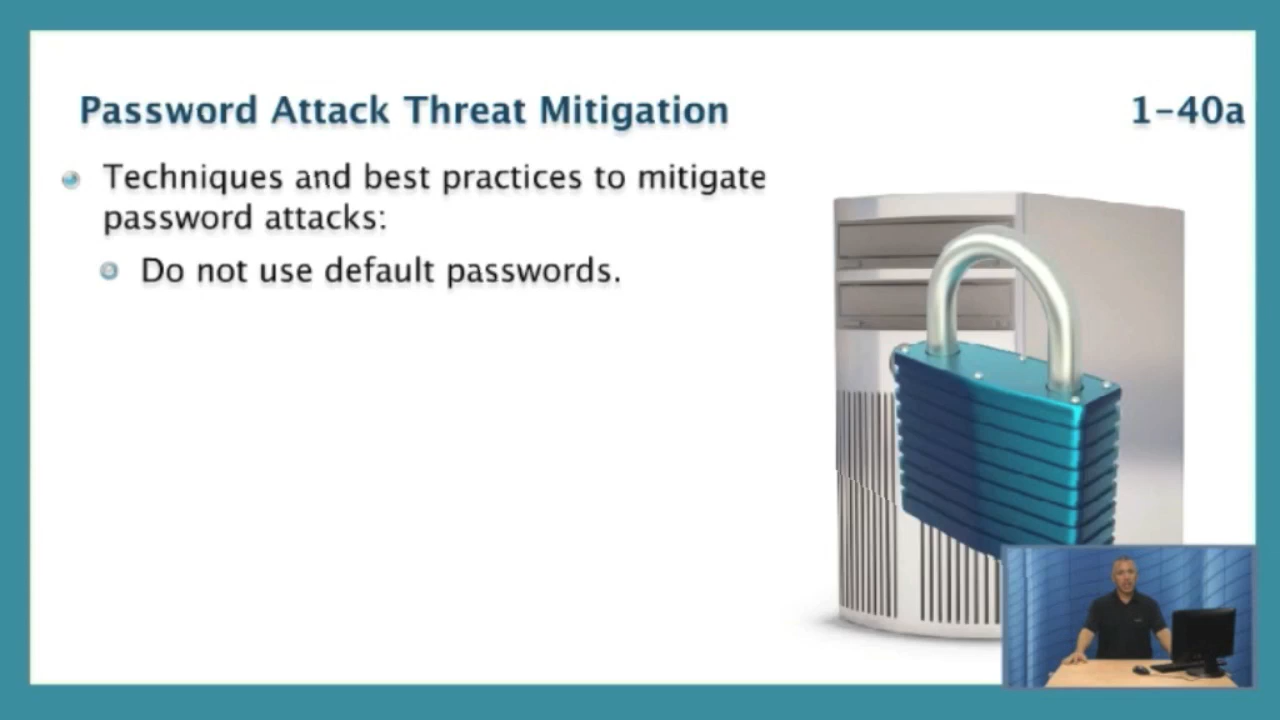 Password Attack Threat Mitigation 1-40a
Techniques and best practices to mitigate
password attacks:
Do not use default passwords.